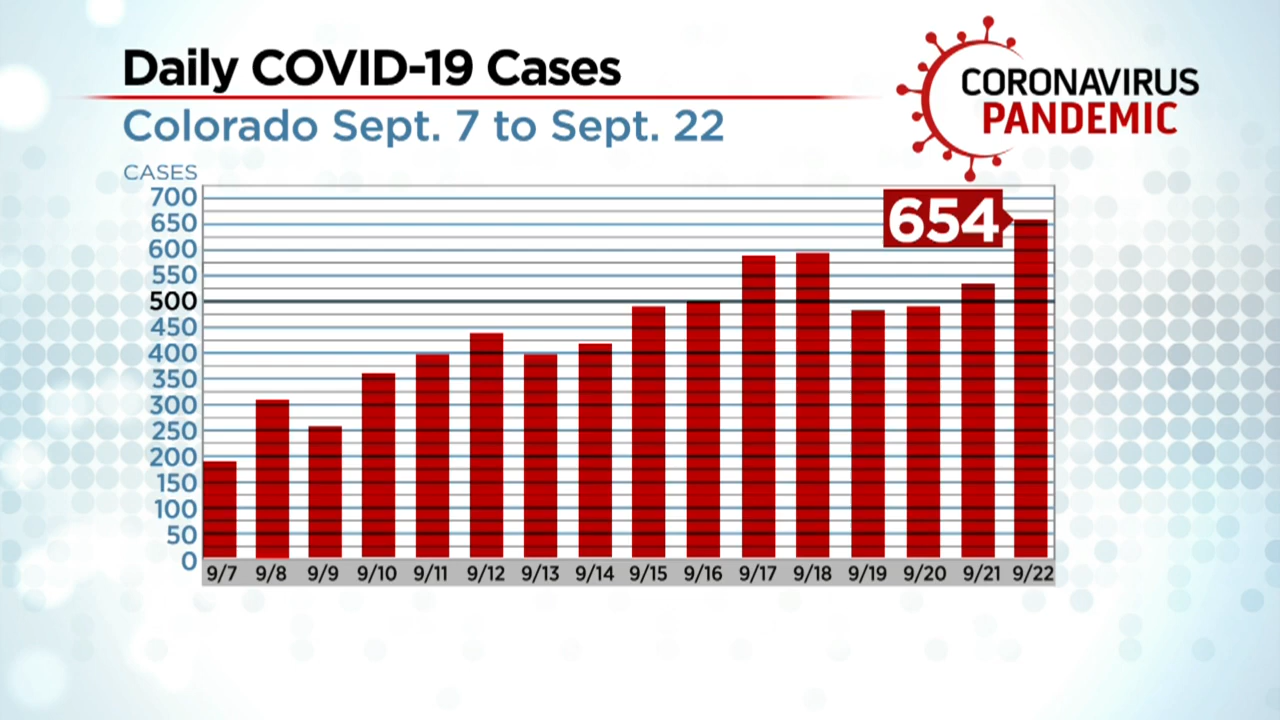 Daily COVID-19 Cases
Colorado Sept. 7 to Sept. 22
CORONAVIRUS
PANDEMIC
CASES
700
650
600
550
500
450
400
350
300
250
200
150
100
50
0
654
9/7 9/8 9/9 9/10 9/11 9/12 9/13 9/14 9/15 9/16 9/17 9/18 9/19 9/20 9/21 9/22